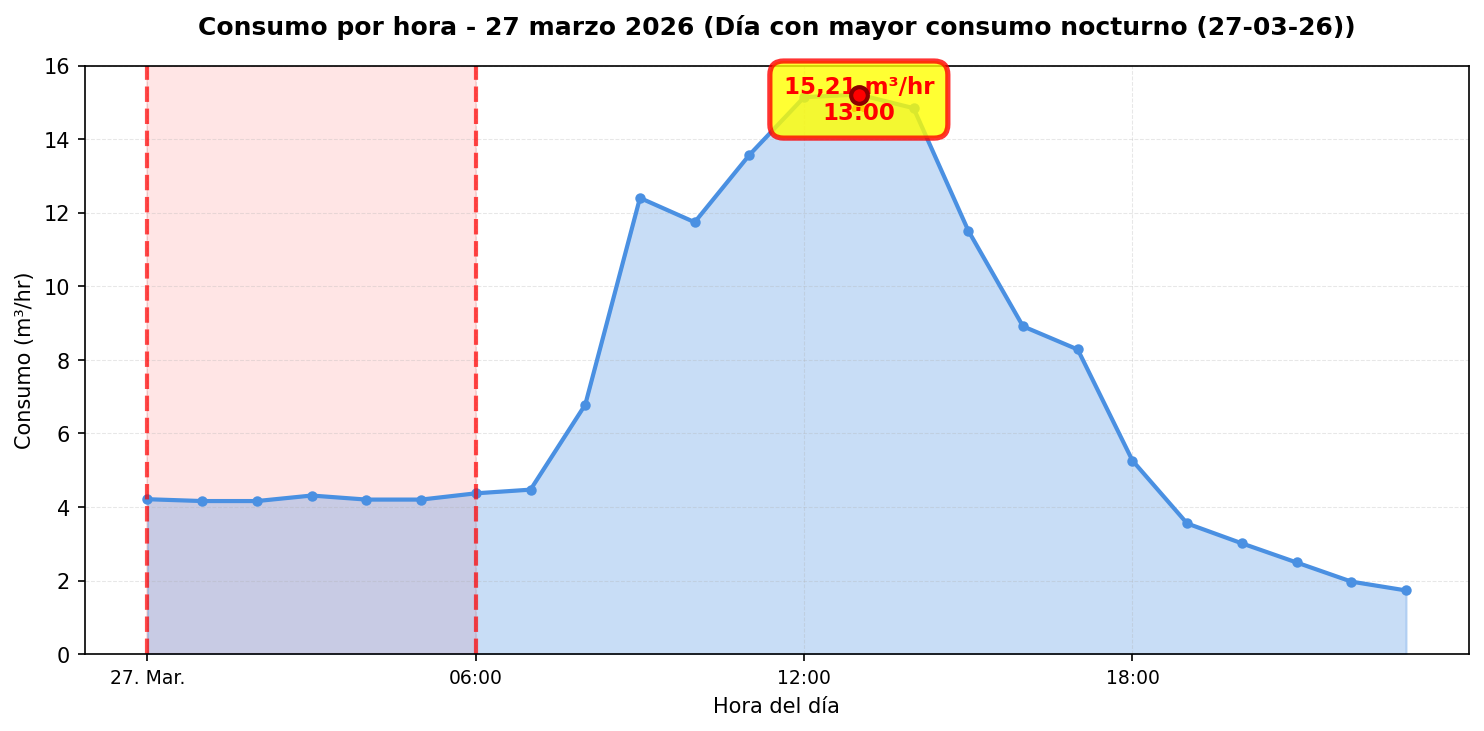 Consumo por hora - 27 marzo 2026 (Día con mayor consumo nocturno (27-03-26))
15,21 m³/hr
13:00
Consumo (m³/hr)
16
14
12
10
8
6
4
2
0
27. Mar.
06:00
12:00
18:00
Hora del día